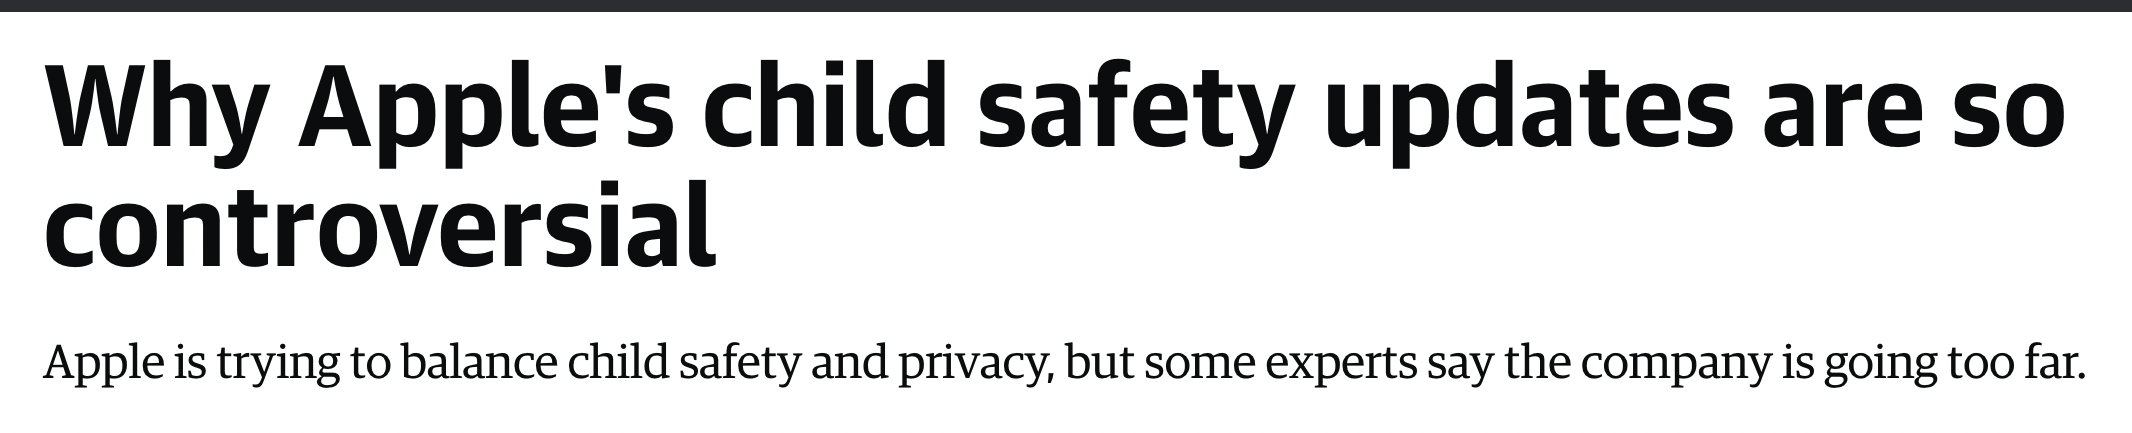 Why Apple's child safety updates are so
controversial
Apple is trying to balance child safety and privacy, but some experts say the company is going too far.